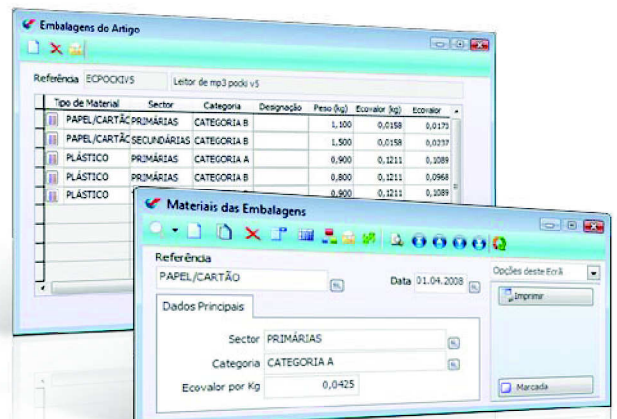 Embalagens do Artigo
Referência ECPOCKIV5 Leitor de mp3 pocki v5
Tipo de Material Sector Categoria Designação Peso (kg) Ecovalor (kg) Ecovalor
PAPEL/CARTÃO PRIMÁRIAS CATEGORIA B 1,100 0,0158 0,0173
PAPEL/CARTÃO SECUNDÁRIAS CATEGORIA B 1,500 0,0158 0,0237
PLÁSTICO PRIMÁRIAS CATEGORIA A 0,900 0,1211 0,1089
PLÁSTICO PRIMÁRIAS CATEGORIA B 0,800 0,1211 0,0968
PLÁSTICO 0,900 0,1211 0,1089
Materiais das Embalagens
Referência
PAPEL/CARTÃO Data 01.04.2008
Opções deste Ecrã
Imprimir
Dados Principais
Sector PRIMÁRIAS
Categoria CATEGORIA A
Ecovalor por Kg 0,0425
Marcada